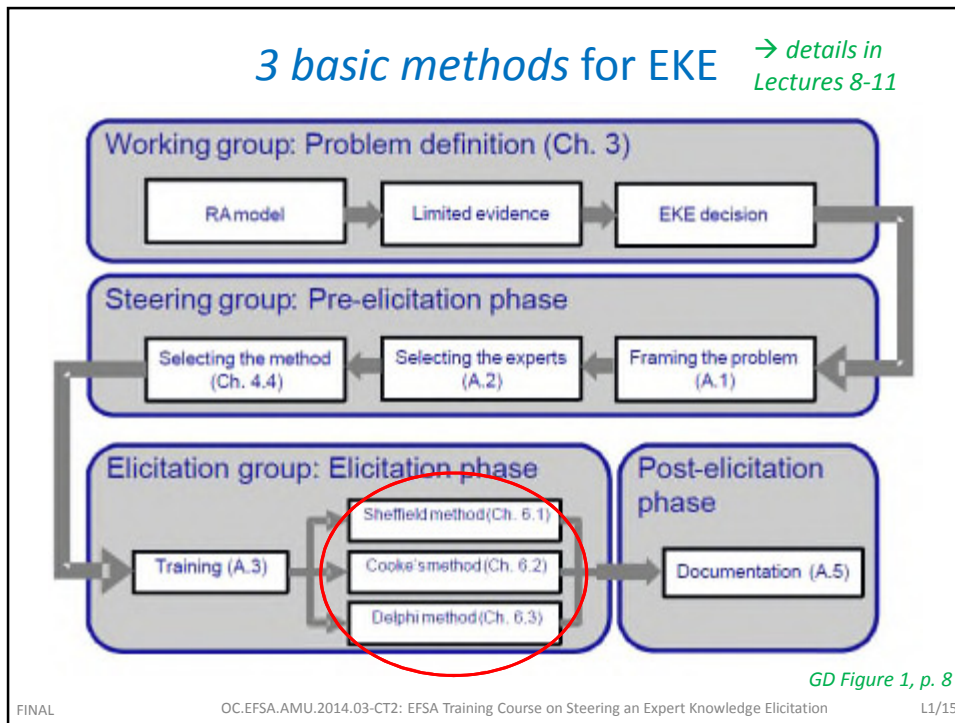 3 basic methods for EKE
→ details in
Lectures 8-11
Working group: Problem definition (Ch. 3)
RA model
Limited evidence
EKE decision
Steering group: Pre-elicitation phase
Selecting the method
(Ch. 4.4)
Selecting the experts
(A.2)
Framing the problem
(A.1)
Elicitation group: Elicitation phase
Training (A.3)
Sheffield method (Ch. 6.1)
Cooke's method (Ch. 6.2)
Delphi method (Ch. 6.3)
Post-elicitation
phase
Documentation (A.5)
GD Figure 1, p. 8
FINAL
OC.EFSA.AMU.2014.03-CT2: EFSA Training Course on Steering an Expert Knowledge Elicitation
L1/15